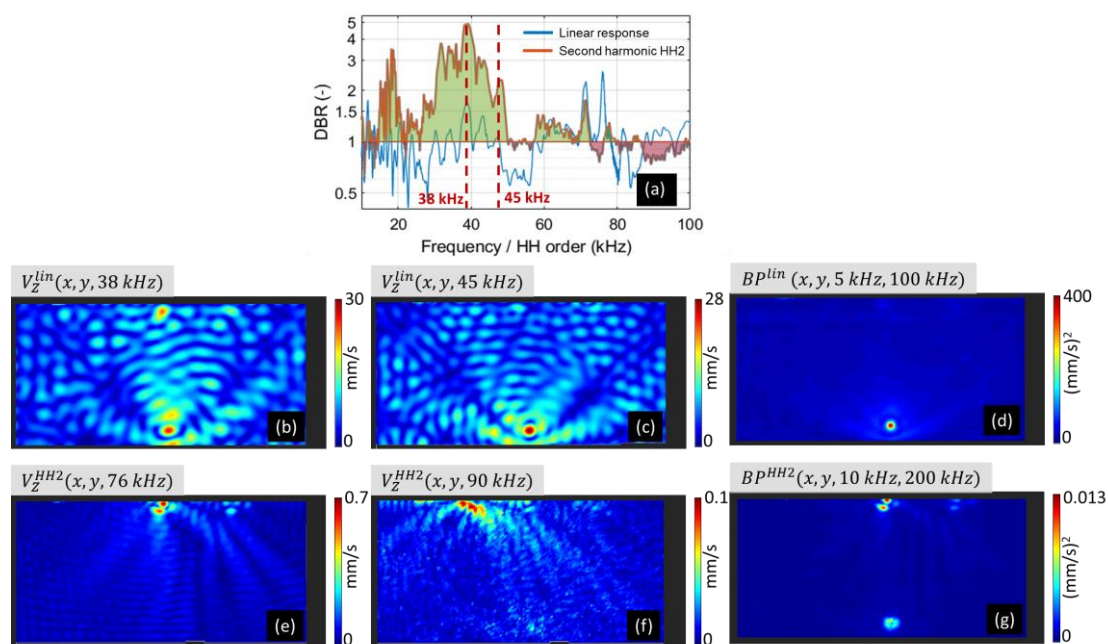 5
4
3
2
1.5
1
0.5
DBR (-)
Linear response
Second harmonic HH2
38 kHz
45 kHz
(a)
20 40 60 80 100
Frequency / HH order (kHz)
V_Z^{lin}(x, y, 38 kHz)
30
mm/s
0
(b)
V_Z^{lin}(x, y, 45 kHz)
28
mm/s
0
(c)
BP^{lin} (x, y, 5 kHz, 100 kHz)
400
(mm/s)²
0
(d)
V_Z^{HH2}(x, y, 76 kHz)
0.7
mm/s
0
(e)
V_Z^{HH2}(x, y, 90 kHz)
0.1
mm/s
0
(f)
BP^{HH2}(x, y, 10 kHz, 200 kHz)
0.013
(mm/s)²
0
(g)